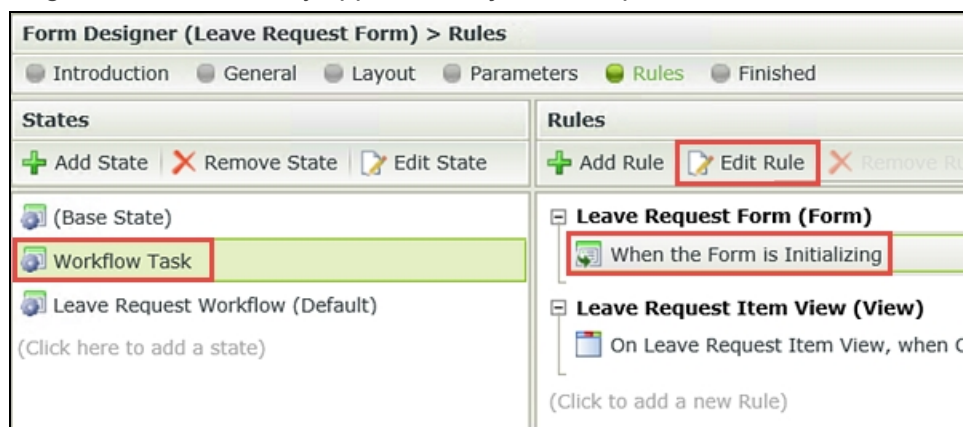 Form Designer (Leave Request Form) > Rules
Introduction General Layout Parameters Rules Finished
States
Add State Remove State Edit State
(Base State)
Workflow Task
Leave Request Workflow (Default)
(Click here to add a state)
Rules
Add Rule Edit Rule Remove
Leave Request Form (Form)
When the Form is Initializing
Leave Request Item View (View)
On Leave Request Item View, when
(Click to add a new Rule)